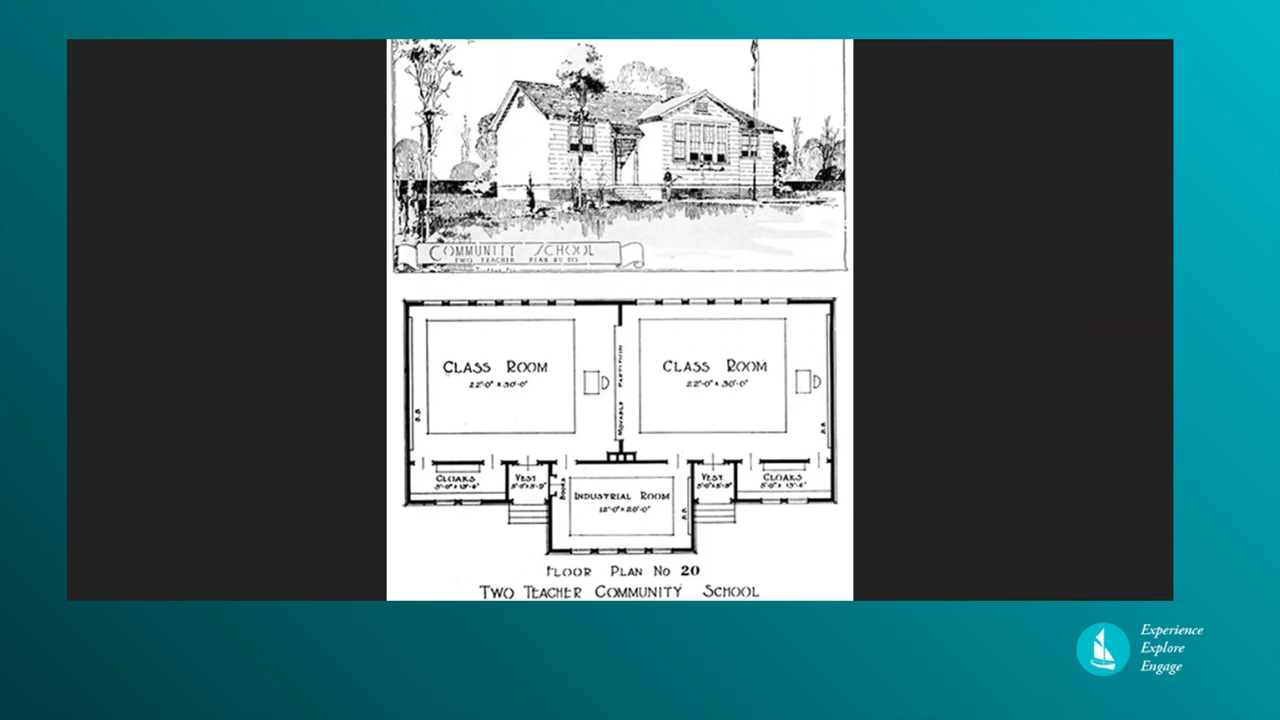 COMMUNITY SCHOOL
TWO TEACHER PLAN No 20
CLASS ROOM
22'-0" x 30'-0"
MOVABLE PARTITION
CLASS ROOM
22'-0" x 30'-0"
B.B.
B.B.
CLOAKS
VEST.
BOOKS
INDUSTRIAL ROOM
12'-0" x 20'-0"
B.B.
VEST.
CLOAKS
FLOOR PLAN No 20
TWO TEACHER COMMUNITY SCHOOL
Experience
Explore
Engage